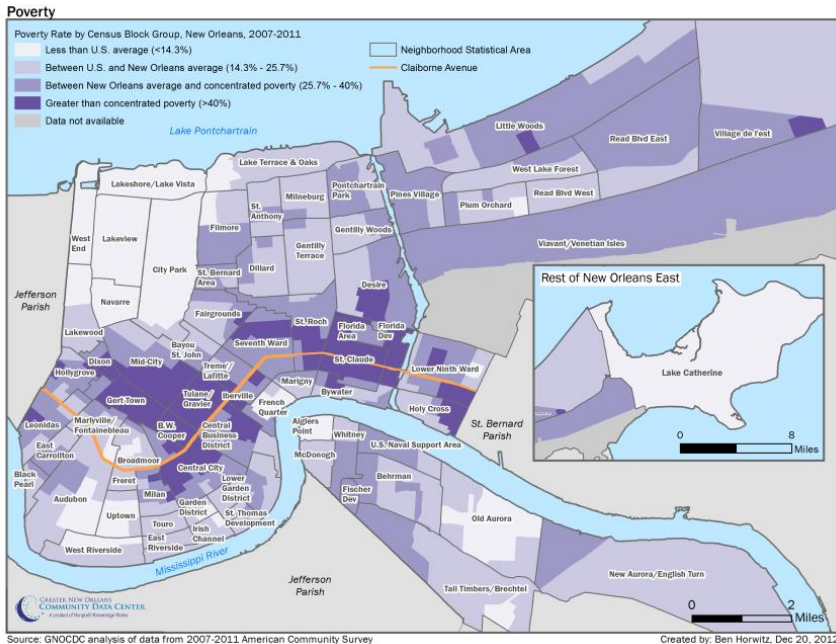 Poverty
Poverty Rate by Census Block Group, New Orleans, 2007-2011
Less than U.S. average (<14.3%)
Between U.S. and New Orleans average (14.3% - 25.7%)
Between New Orleans average and concentrated poverty (25.7% - 40%)
Greater than concentrated poverty (>40%)
Data not available
Neighborhood Statistical Area
Claiborne Avenue
Lake Pontchartrain
Little Woods
Read Blvd East
Village de l'est
Lake Terrace & Oaks
Lakeshore/Lake Vista
West Lake Forest
Pontchartrain
Park
Pines Village
Read Blvd West
Milneburg
Plum Orchard
St.
Anthony
Filmore
Gentilly Woods
West
End
Lakeview
City Park
Gentilly
Terrace
Viavant/Venetian Isles
Dillard
St. Bernard
Area
Desire
Rest of New Orleans East
Jefferson
Parish
Navarre
Fairgrounds
St. Roch
Florida
Area
Florida
Dev
Lakewood
Bayou
St. John
Seventh Ward
Dixon
Mid-City
Treme/
Lafitte
St. Claude
Lower Ninth Ward
Lake Catherine
Hollygrove
Gert Town
Tulane/
Gravier
Iberville
Marigny
Bywater
French
Quarter
Holy Cross
Leonidas
Marlyville/
Fontainebleau
B.W.
Cooper
Central
Business
District
Algiers
Point
Whitney
St. Bernard
Parish
0
8
Miles
U.S. Naval Support Area
East
Carrollton
Broadmoor
McDonogh
Black
Pearl
Freret
Central City
Behrman
Lower
Garden
District
Fischer
Dev
Audubon
Milan
Garden
District
Uptown
Touro
St. Thomas
Development
Old Aurora
Irish
Channel
East
Riverside
West Riverside
Mississippi River
New Aurora/English Turn
Jefferson
Parish
Tall Timbers/Brechtel
0
2
Miles
GREATER NEW ORLEANS
COMMUNITY DATA CENTER
A product of Nonprofit Knowledge Works
Source: GNOCDC analysis of data from 2007-2011 American Community Survey
Created by: Ben Horwitz, Dec 20, 2012